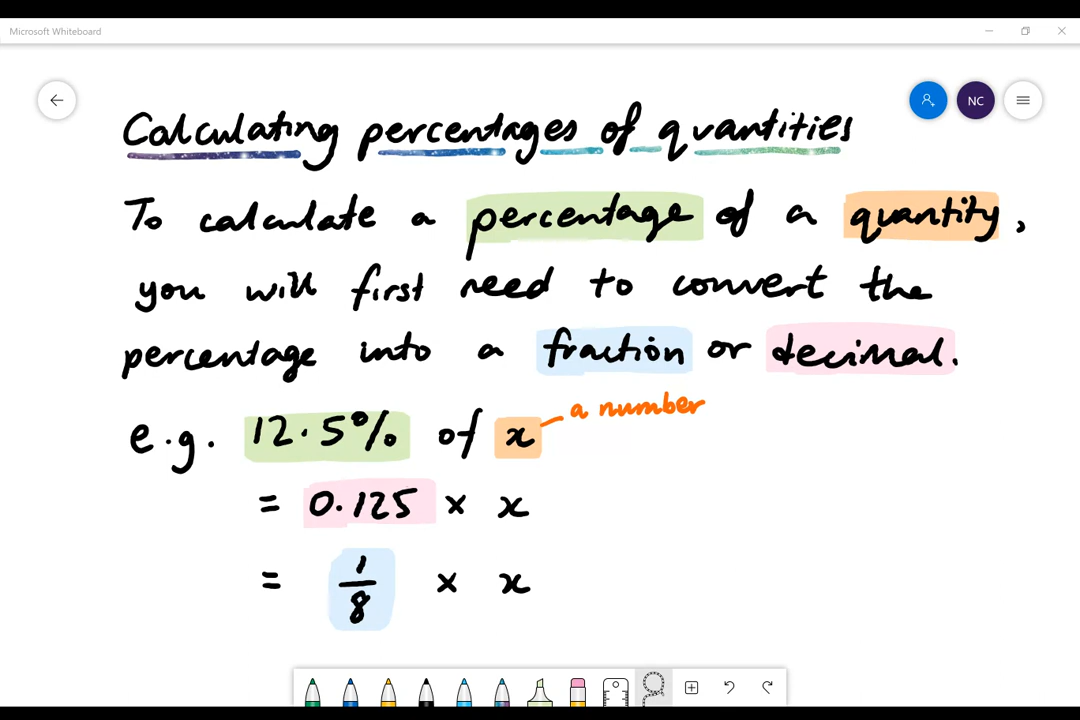 Microsoft Whiteboard
NC
Calculating percentages of quantities
To calculate a percentage of a quantity,
you will first need to convert the
percentage into a fraction or decimal.
a number
e.g. 12.5% of x
= 0.125 × x
= 1/8 × x